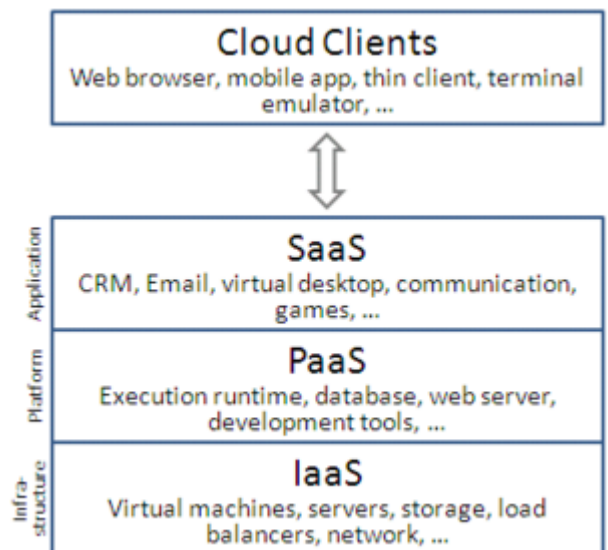 Cloud Clients
Web browser, mobile app, thin client, terminal
emulator, ...
Application
SaaS
CRM, Email, virtual desktop, communication,
games, ...
Platform
PaaS
Execution runtime, database, web server,
development tools, ...
Infra-
structure
IaaS
Virtual machines, servers, storage, load
balancers, network, ...